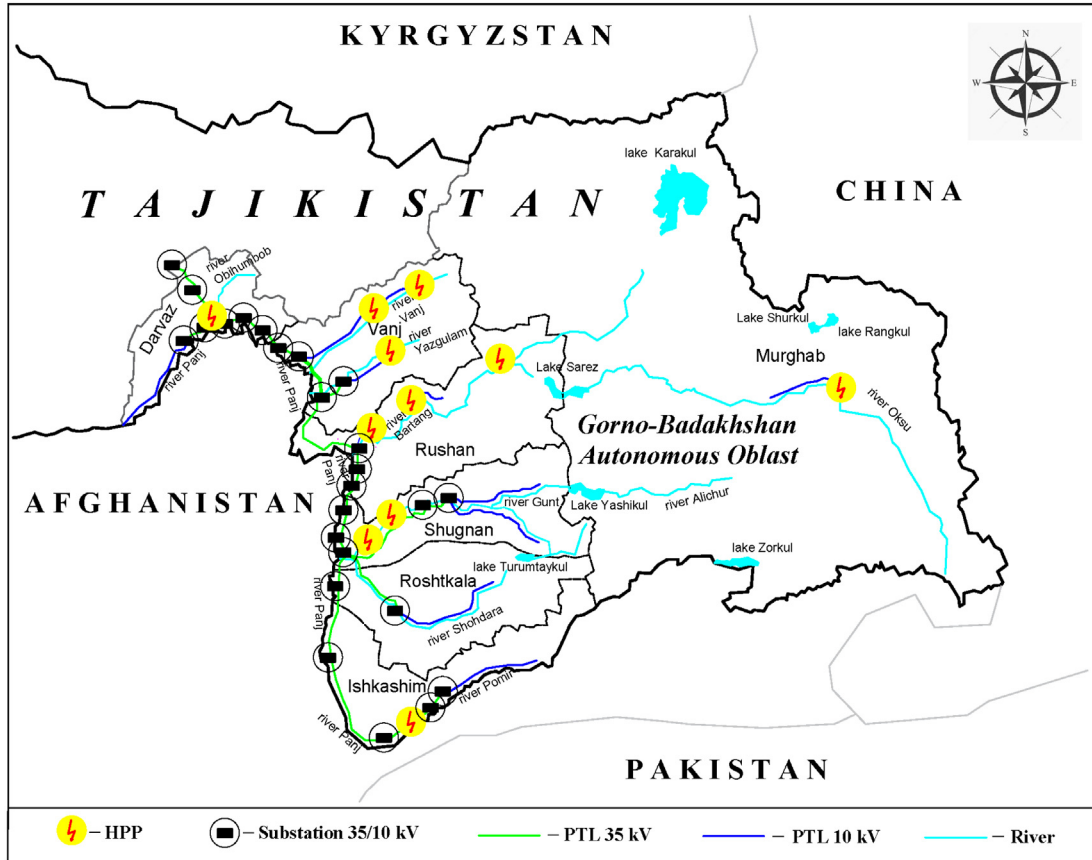 KYRGYZSTAN
N
W
E
S
lake Karakul
CHINA
TAJIKISTAN
river
Obihumbob
Darvaz
river Panj
river
Vanj
Vanj
river
Yazgulam
river Panj
Lake Shurkul
lake Rangkul
Murghab
Lake Sarez
river Oksu
river
Bartang
Gorno-Badakhshan
Autonomous Oblast
Rushan
river
Panj
AFGHANISTAN
river Gunt
Lake Yashikul
river Alichur
Shugnan
lake Turumtaykul
lake Zorkul
Roshtkala
river Panj
river Shohdara
Ishkashim
river Pomir
river Panj
PAKISTAN
– HPP
– Substation 35/10 kV
– PTL 35 kV
– PTL 10 kV
– River